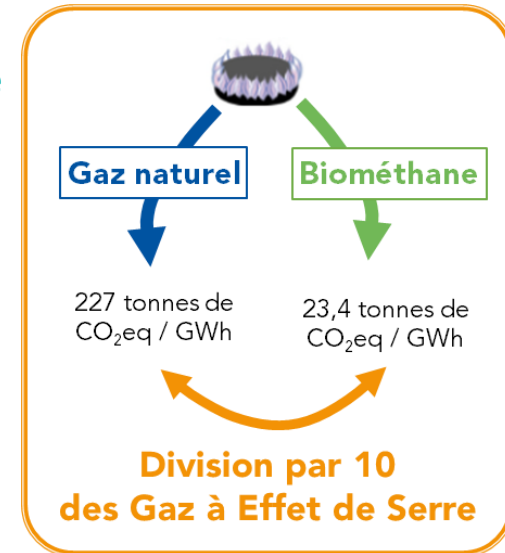 Gaz naturel
Biométhane
227 tonnes de
CO₂eq / GWh
23,4 tonnes de
CO₂eq / GWh
Division par 10
des Gaz à Effet de Serre